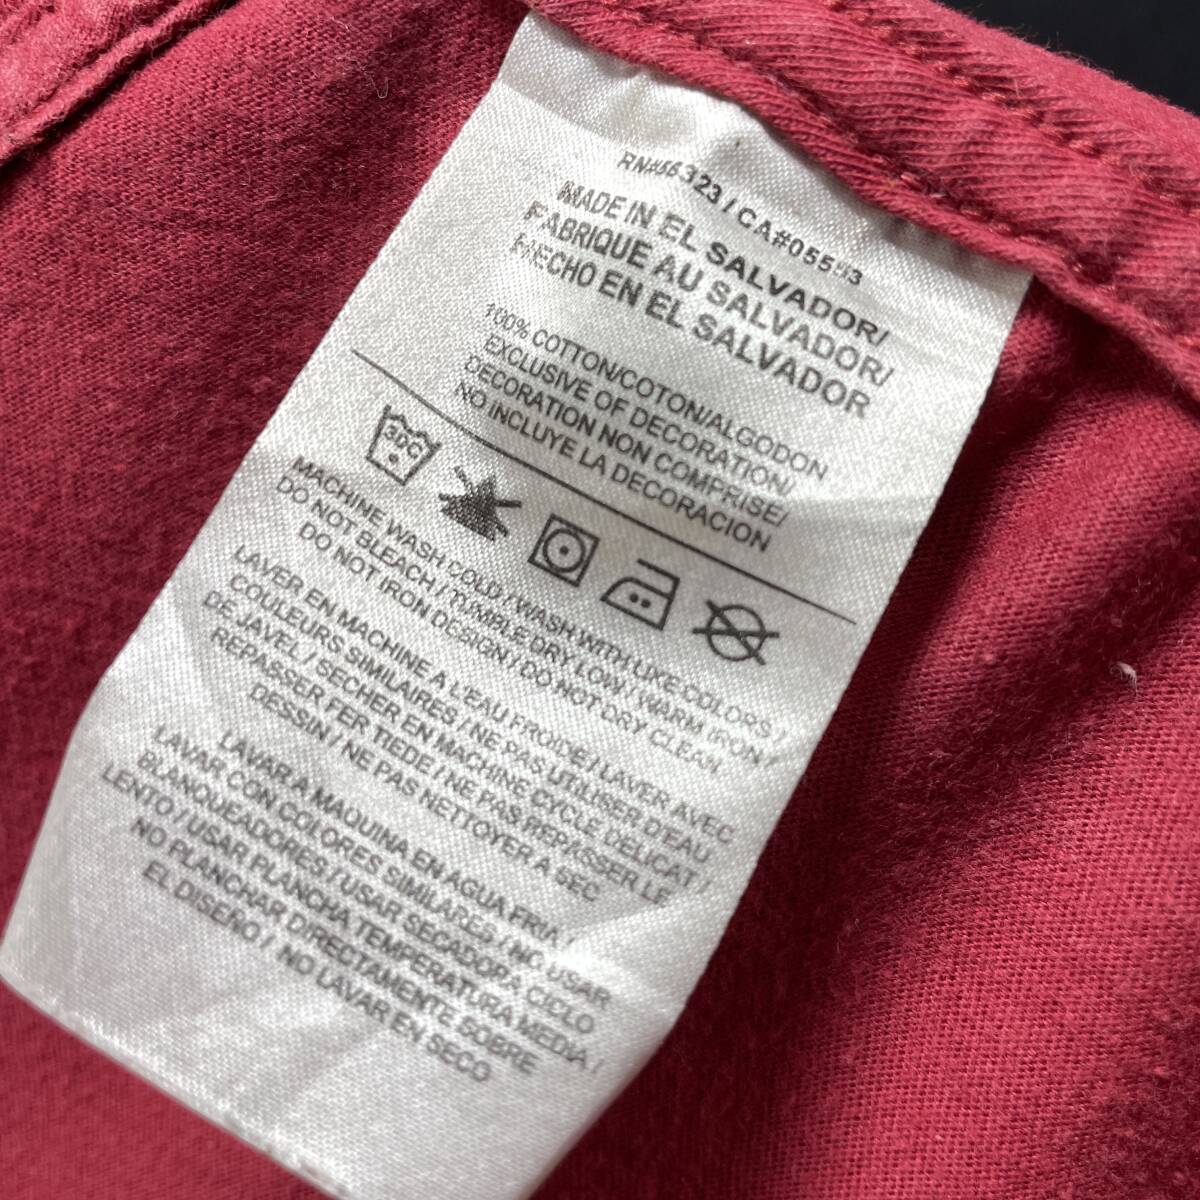 RN#56323 / CA#05553
MADE IN EL SALVADOR/
FABRIQUE AU SALVADOR/
HECHO EN EL SALVADOR
100% COTTON/COTON/ALGODON
EXCLUSIVE OF DECORATION/
DECORATION NON COMPRISE/
NO INCLUYE LA DECORACION
30C
MACHINE WASH COLD / WASH WITH LIKE COLORS /
DO NOT BLEACH / TUMBLE DRY LOW / WARM IRON /
DO NOT IRON DESIGN / DO NOT DRY CLEAN
LAVER EN MACHINE A L'EAU FROIDE / LAVER AVEC
COULEURS SIMILAIRES / NE PAS UTILISER D'EAU
DE JAVEL / SECHER EN MACHINE CYCLE DELICAT /
REPASSER FER TIEDE / NE PAS REPASSER LE
DESSIN / NE PAS NETTOYER A SEC
LAVAR A MAQUINA EN AGUA FRIA /
LAVAR CON COLORES SIMILARES / NO USAR
BLANQUEADORES / USAR SECADORA CICLO
LENTO / USAR PLANCHA TEMPERATURA MEDIA /
NO PLANCHAR DIRECTAMENTE SOBRE
EL DISENO / NO LAVAR EN SECO